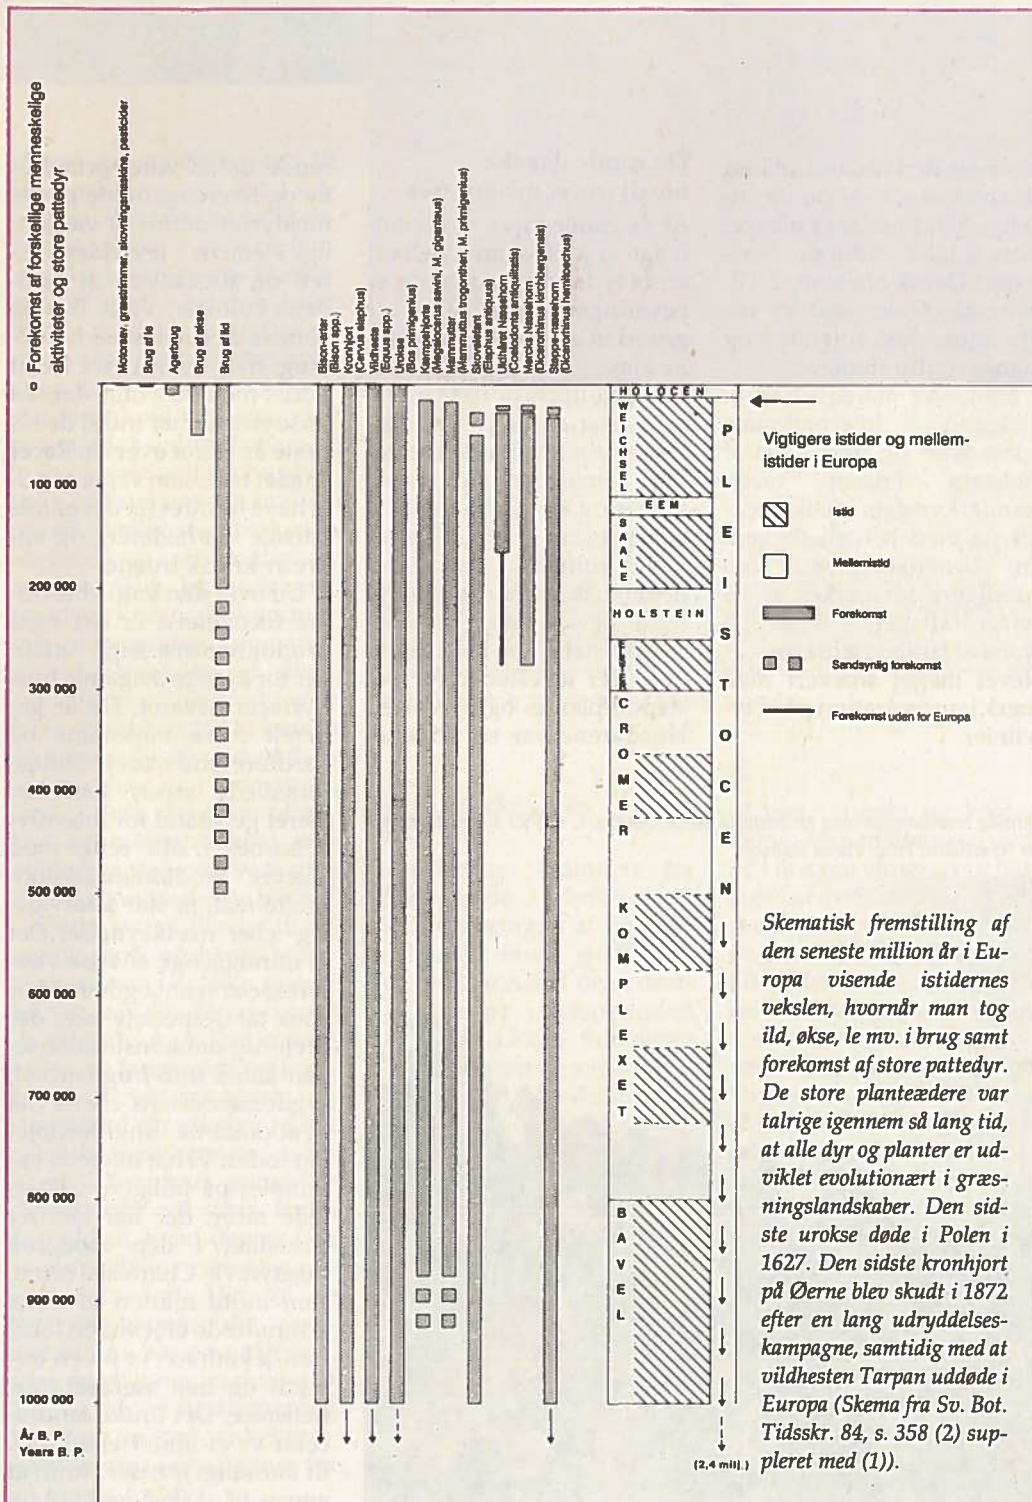 Forekomst af forskellige menneskelige
aktiviteter og store pattedyr
Motorsav, græstrimmer, skovningsmaskine, pesticider
Brug af le
Agerbrug
Brug af økse
Brug af ild
Bison-arter
(Bison spp.)
Kronhjort
(Cervus elaphus)
Vildheste
(Equus spp.)
Urokse
(Bos primigenius)
Kæmpehjorte
(Megalocerus savini, M. giganteus)
Mammutter
(Mammuthus trogontheri, M. primigenius)
Skovelefant
(Elephas antiquus)
Uldhåret Næsehorn
(Coelodonta antiquitatis)
Mercks Næsehorn
(Dicerorhinus kirchbergensis)
Steppe-næsehorn
(Dicerorhinus hemitoechus)
0
100 000
200 000
300 000
400 000
500 000
600 000
700 000
800 000
900 000
1000 000
År B. P.
Years B. P.
HOLOCEN
WEICHSEL
EEM
SAALE
HOLSTEIN
ELSTER
CROMER
KOMPLEXET
BAVEL
PLEISTOCEN
(2,4 milj.)
Vigtigere istider og mellem-
istider i Europa
Istid
Mellemistid
Forekomst
Sandsynlig forekomst
Forekomst uden for Europa
Skematisk fremstilling af
den seneste million år i Eu-
ropa visende istidernes
vekslen, hvornår man tog
ild, økse, le mv. i brug samt
forekomst af store pattedyr.
De store planteædere var
talrige igennem så lang tid,
at alle dyr og planter er ud-
viklet evolutionært i græs-
ningslandskaber. Den sid-
ste urokse døde i Polen i
1627. Den sidste kronhjort
på Øerne blev skudt i 1872
efter en lang udryddelses-
kampagne, samtidig med at
vildhesten Tarpan uddøde i
Europa (Skema fra Sv. Bot.
Tidsskr. 84, s. 358 (2) sup-
pleret med (1)).